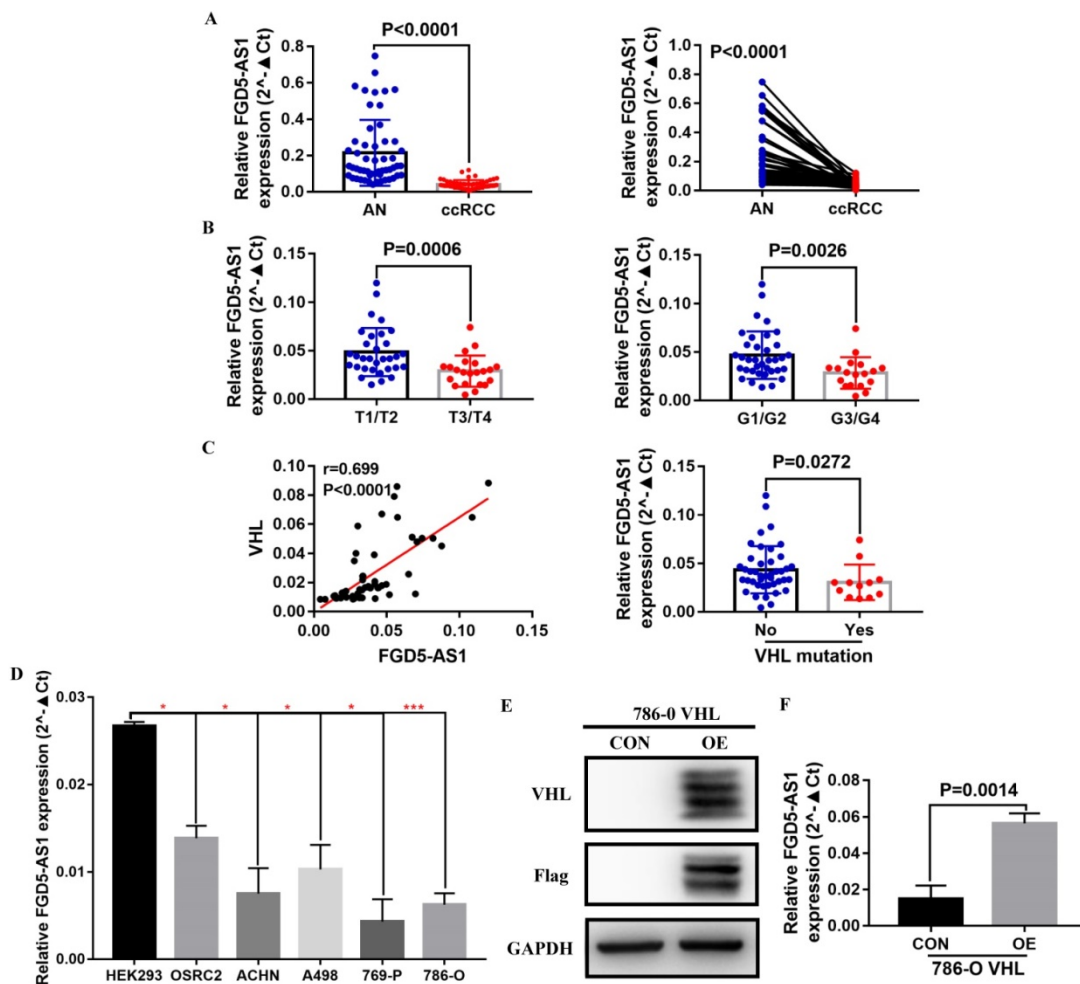 A
Relative FGD5-AS1
expression (2^-▲Ct)
P<0.0001
0.8
0.6
0.4
0.2
0.0
AN
ccRCC
Relative FGD5-AS1
expression (2^-▲Ct)
P<0.0001
1.0
0.8
0.6
0.4
0.2
0.0
AN
ccRCC
B
Relative FGD5-AS1
expression (2^-▲Ct)
P=0.0006
0.15
0.10
0.05
0.00
T1/T2
T3/T4
Relative FGD5-AS1
expression (2^-▲Ct)
P=0.0026
0.15
0.10
0.05
0.00
G1/G2
G3/G4
C
VHL
r=0.699
P<0.0001
0.10
0.08
0.06
0.04
0.02
0.00
0.00
0.05
0.10
0.15
FGD5-AS1
Relative FGD5-AS1
expression (2^-▲Ct)
P=0.0272
0.15
0.10
0.05
0.00
No
Yes
VHL mutation
D
Relative FGD5-AS1 expression (2^-▲Ct)
0.03
0.02
0.01
0.00
*
*
*
*
***
HEK293
OSRC2
ACHN
A498
769-P
786-O
E
786-0 VHL
CON
OE
VHL
Flag
GAPDH
F
Relative FGD5-AS1
expression (2^-▲Ct)
P=0.0014
0.08
0.06
0.04
0.02
0.00
CON
OE
786-O VHL